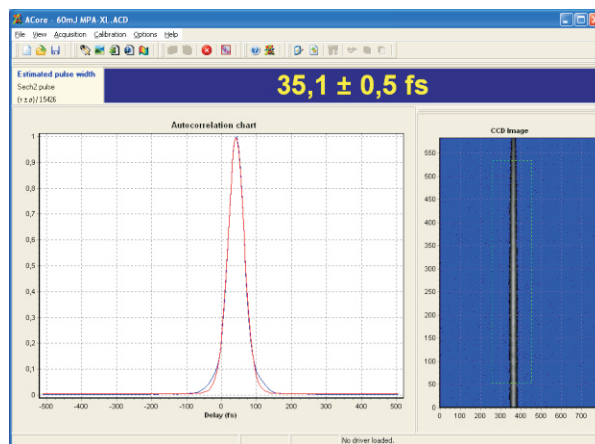 ACore - 60mJ MPA-XL .ACD
File View Acquisition Calibration Options Help
Estimated pulse width
Sech2 pulse
35,1 ± 0,5 fs
Autocorrelation chart
1
0,9
0,8
0,7
0,6
0,5
0,4
0,3
0,2
0,1
-500 -400 -300 -200 -100 0 100 200 300 400 500
Delay (fs)
CCD Image
550
500
450
400
350
300
250
200
150
100
50
0
0 100 200 300 400 500 600 700
No driver loaded.